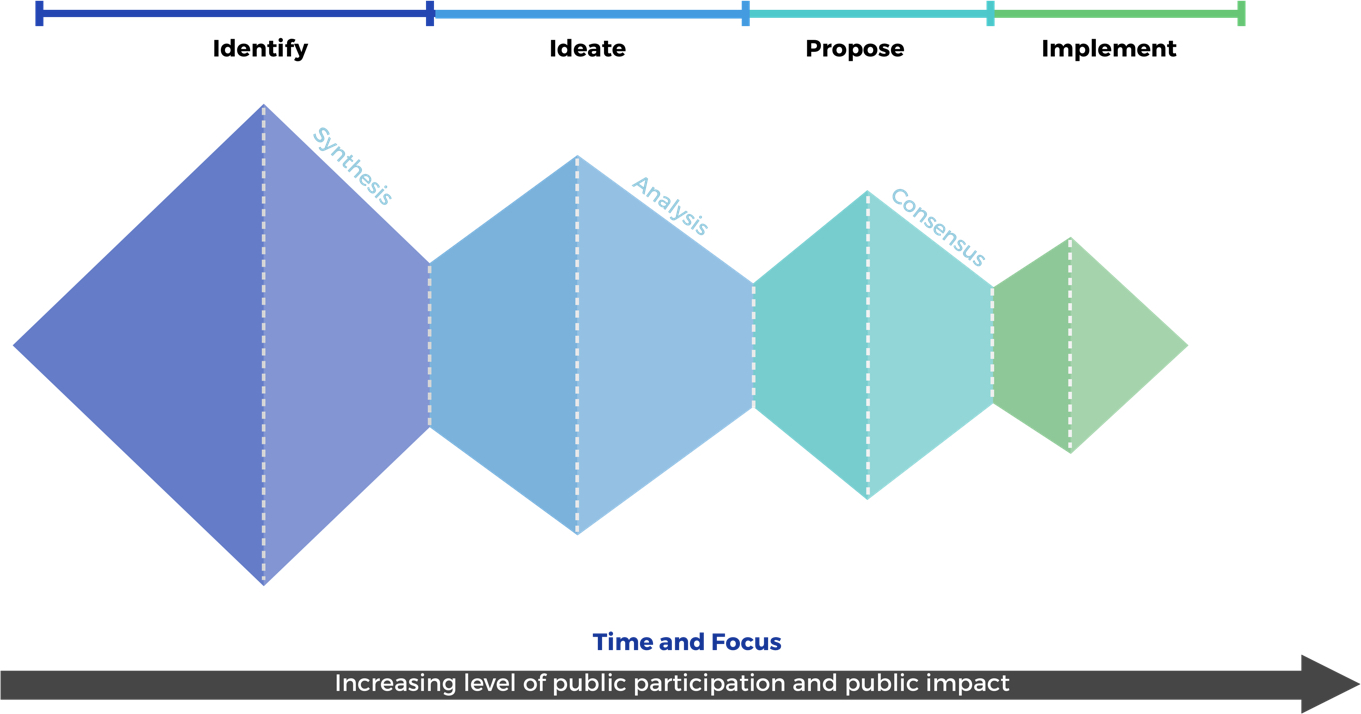 Identify
Ideate
Propose
Implement
Synthesis
Analysis
Consensus
Time and Focus
Increasing level of public participation and public impact